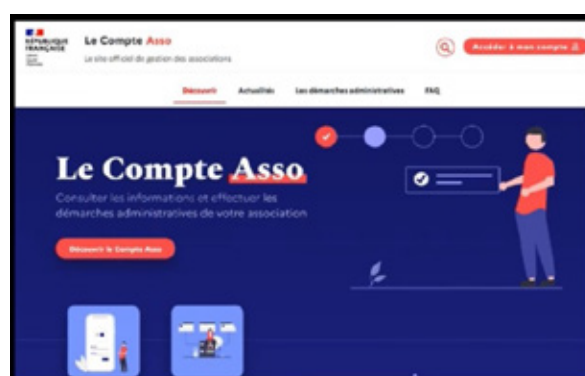 RÉPUBLIQUE
FRANÇAISE
Le Compte Asso
Le site officiel de gestion des associations
Accéder à mon compte
Découvrir Actualités Les démarches administratives FAQ
Le Compte Asso
Consulter les informations et effectuer les
démarches administratives de votre association
Découvrir le Compte Asso